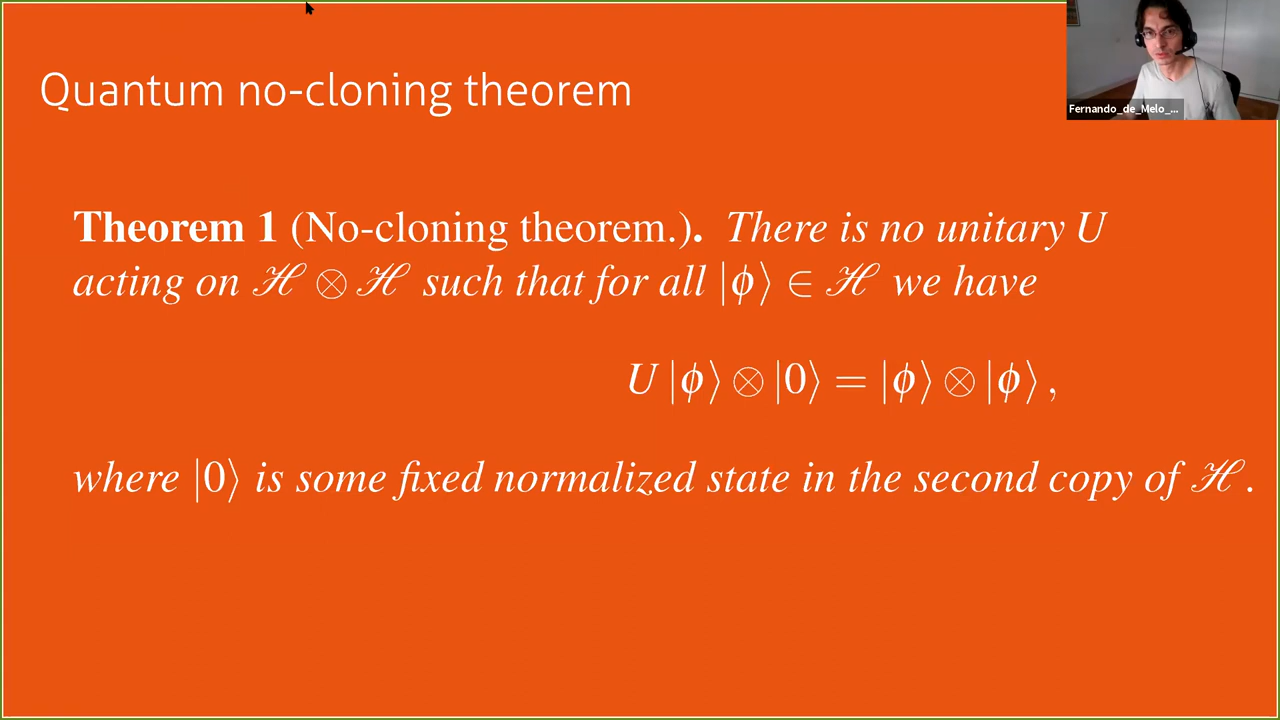 Quantum no-cloning theorem
Fernando_de_Melo_...
Theorem 1 (No-cloning theorem.). There is no unitary U
acting on ℋ ⊗ ℋ such that for all |ϕ⟩ ∈ ℋ we have
U |ϕ⟩ ⊗ |0⟩ = |ϕ⟩ ⊗ |ϕ⟩ ,
where |0⟩ is some fixed normalized state in the second copy of ℋ .